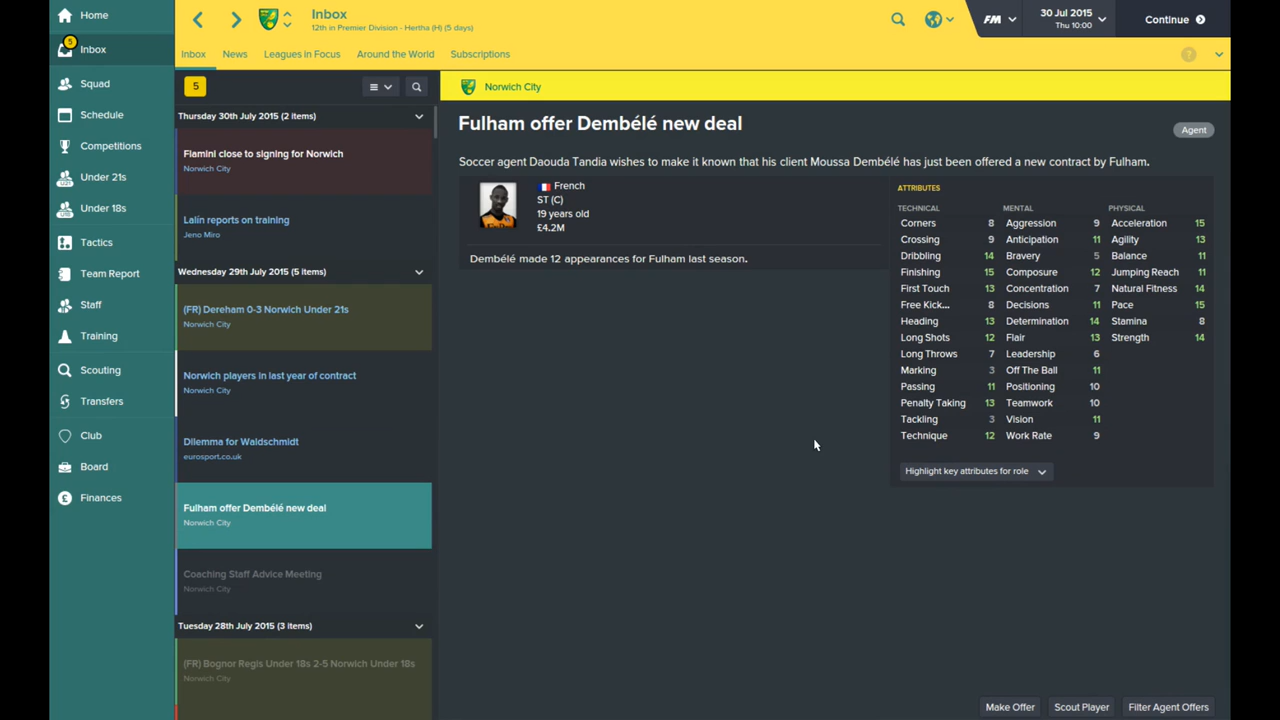 Home
5
Inbox
Squad
Schedule
Competitions
Under 21s
Under 18s
Tactics
Team Report
Staff
Training
Scouting
Transfers
Club
Board
Finances
Inbox
12th in Premier Division - Hertha (H) (5 days)
FM
30 Jul 2015
Thu 10:00
Continue
Inbox News Leagues in Focus Around the World Subscriptions
?
5
Thursday 30th July 2015 (2 items)
Flamini close to signing for Norwich
Norwich City
Lalín reports on training
Jeno Miro
Wednesday 29th July 2015 (5 items)
(FR) Dereham 0-3 Norwich Under 21s
Norwich City
Norwich players in last year of contract
Norwich City
Dilemma for Waldschmidt
eurosport.co.uk
Fulham offer Dembélé new deal
Norwich City
Coaching Staff Advice Meeting
Norwich City
Tuesday 28th July 2015 (3 items)
(FR) Bognor Regis Under 18s 2-5 Norwich Under 18s
Norwich City
Norwich City
Fulham offer Dembélé new deal
Agent
Soccer agent Daouda Tandia wishes to make it known that his client Moussa Dembélé has just been offered a new contract by Fulham.
French
ST (C)
19 years old
£4.2M
Dembélé made 12 appearances for Fulham last season.
ATTRIBUTES
TECHNICAL MENTAL PHYSICAL
Corners 8 Aggression 9 Acceleration 15
Crossing 9 Anticipation 11 Agility 13
Dribbling 14 Bravery 5 Balance 11
Finishing 15 Composure 12 Jumping Reach 11
First Touch 13 Concentration 7 Natural Fitness 14
Free Kick... 8 Decisions 11 Pace 15
Heading 13 Determination 14 Stamina 8
Long Shots 12 Flair 13 Strength 14
Long Throws 7 Leadership 6
Marking 3 Off The Ball 11
Passing 11 Positioning 10
Penalty Taking 13 Teamwork 10
Tackling 3 Vision 11
Technique 12 Work Rate 9
Highlight key attributes for role
Make Offer Scout Player Filter Agent Offers